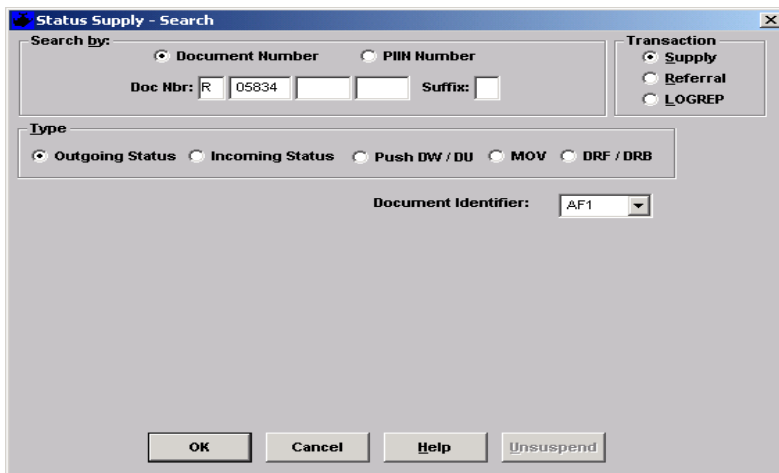 Status Supply - Search
Search by:
Document Number PIIN Number
Doc Nbr: R 05834 Suffix:
Transaction
Supply
Referral
LOGREP
Type
Outgoing Status Incoming Status Push DW / DU MOV DRF / DRB
Document Identifier: AF1
OK Cancel Help Unsuspend